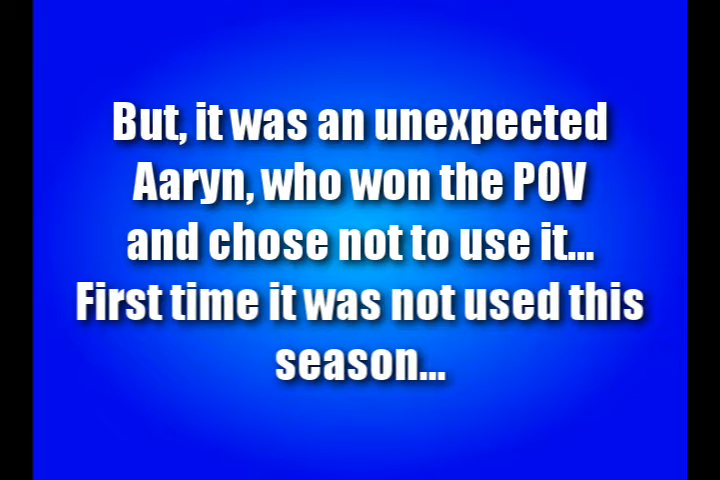 But, it was an unexpected
Aaryn, who won the POV
and chose not to use it...
First time it was not used this
season...